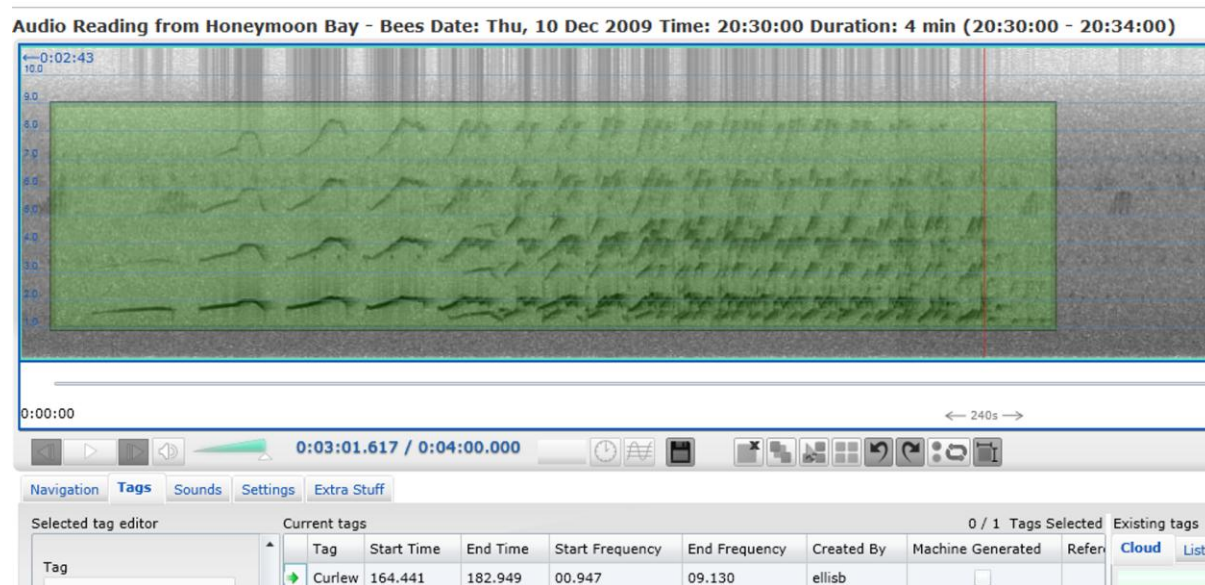 Audio Reading from Honeymoon Bay - Bees Date: Thu, 10 Dec 2009 Time: 20:30:00 Duration: 4 min (20:30:00 - 20:34:00)
←0:02:43
10.0
9.0
8.0
7.0
6.0
5.0
4.0
3.0
2.0
1.0
0:00:00
← 240s →
0:03:01.617 / 0:04:00.000
Navigation Tags Sounds Settings Extra Stuff
Selected tag editor Current tags 0 / 1 Tags Selected Existing tags
Tag Start Time End Time Start Frequency End Frequency Created By Machine Generated Refer Cloud List
Tag
Curlew 164.441 182.949 00.947 09.130 ellisb